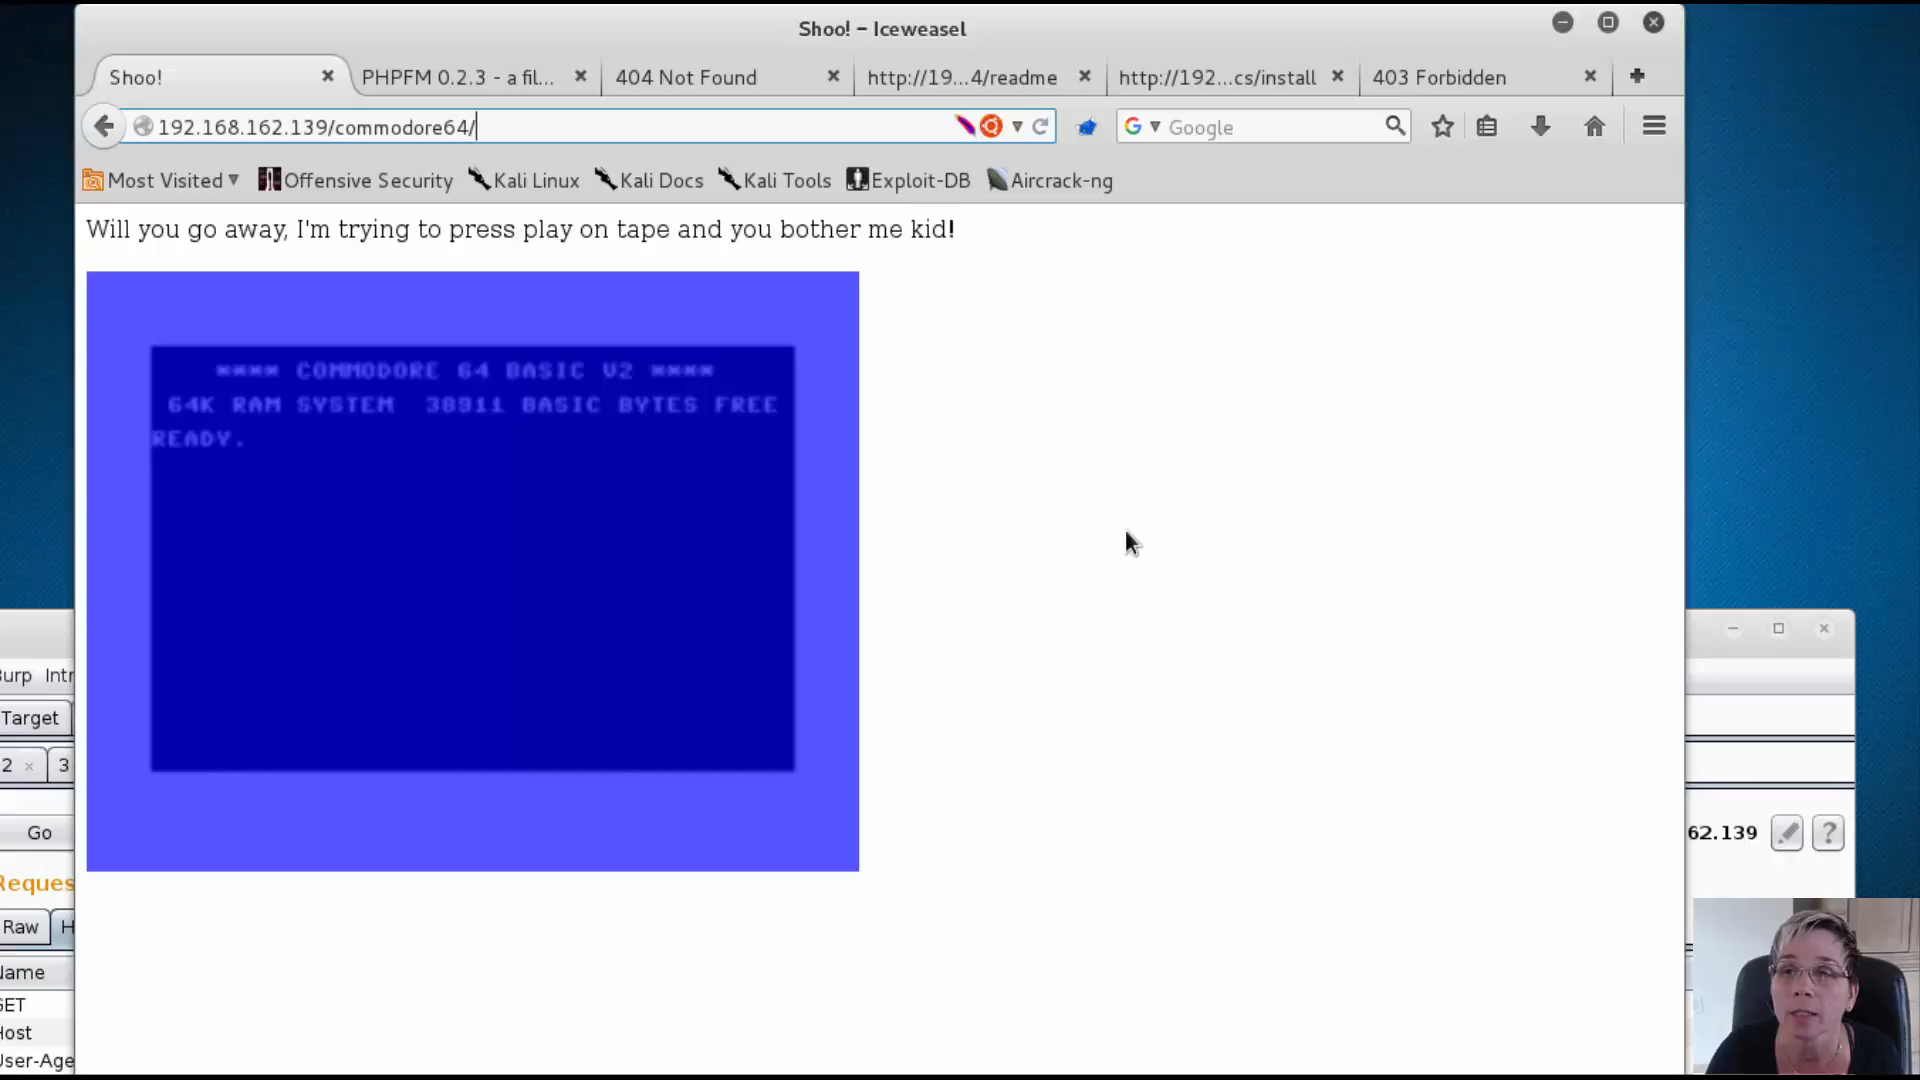 Shoo! – Iceweasel
Shoo!
PHPFM 0.2.3 - a fil...
404 Not Found
http://19...4/readme
http://192...cs/install
403 Forbidden
192.168.162.139/commodore64/
Google
Most Visited
Offensive Security
Kali Linux
Kali Docs
Kali Tools
Exploit-DB
Aircrack-ng
Will you go away, I'm trying to press play on tape and you bother me kid!
**** COMMODORE 64 BASIC V2 ****
64K RAM SYSTEM 38911 BASIC BYTES FREE
READY.
Burp Intr
Target
2 3
Go
62.139 ?
Reques
Raw H
Name
GET
Host
User-Age